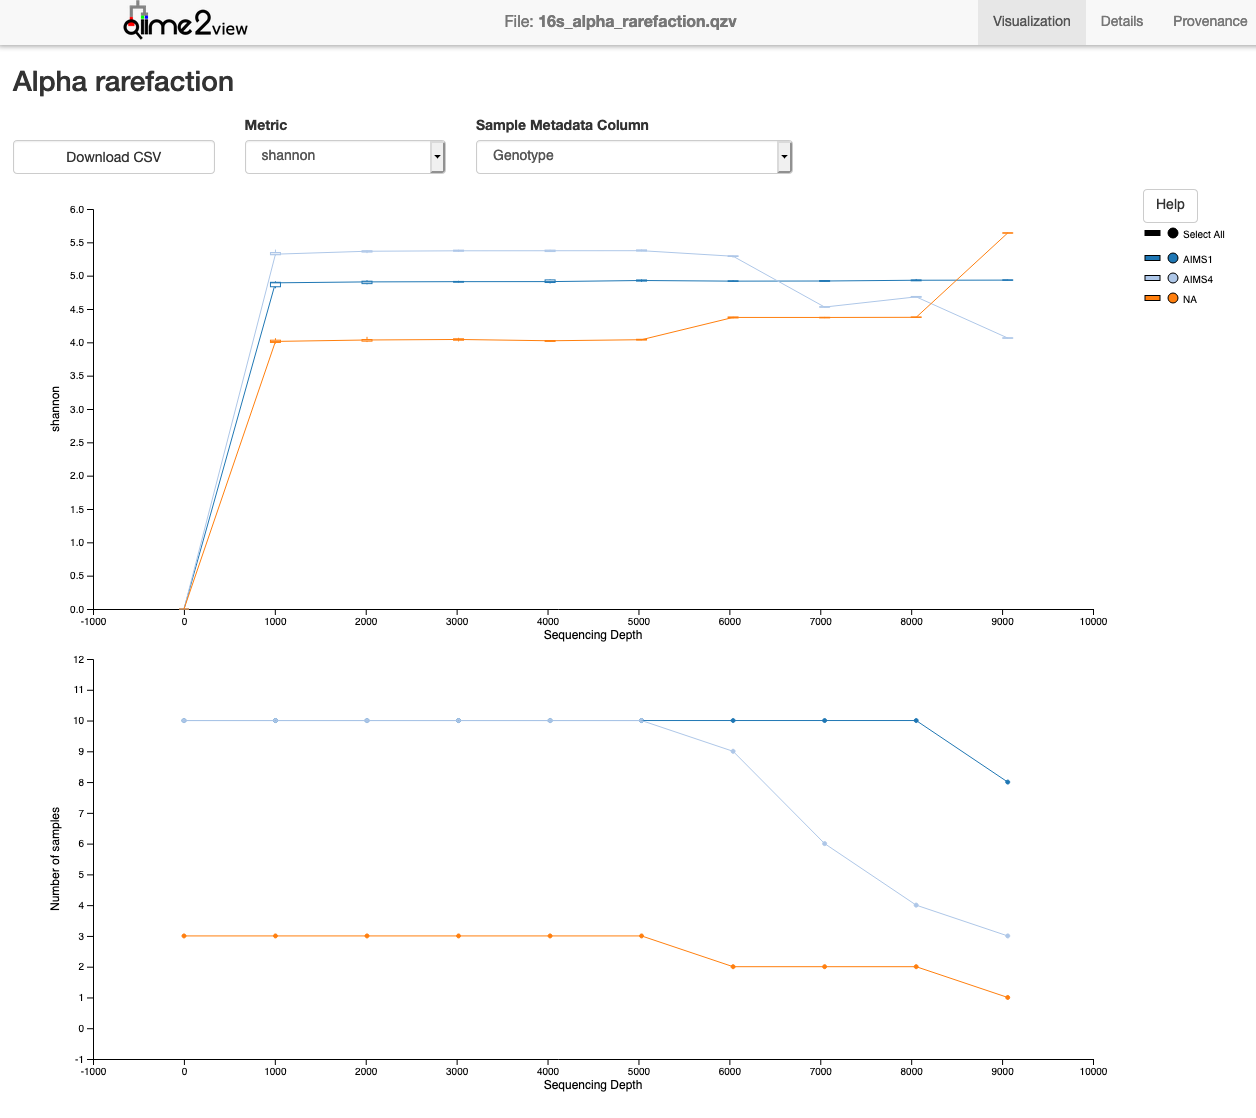 qiime2view
File: 16s_alpha_rarefaction.qzv
Visualization
Details
Provenance
Alpha rarefaction
Metric
Sample Metadata Column
Download CSV
shannon
Genotype
Help
Select All
AIMS1
AIMS4
NA
6.0
5.5
5.0
4.5
4.0
3.5
3.0
2.5
2.0
1.5
1.0
0.5
0.0
shannon
-1000
0
1000
2000
3000
4000
5000
6000
7000
8000
9000
10000
Sequencing Depth
12
11
10
9
8
7
6
5
4
3
2
1
0
-1
Number of samples
-1000
0
1000
2000
3000
4000
5000
6000
7000
8000
9000
10000
Sequencing Depth